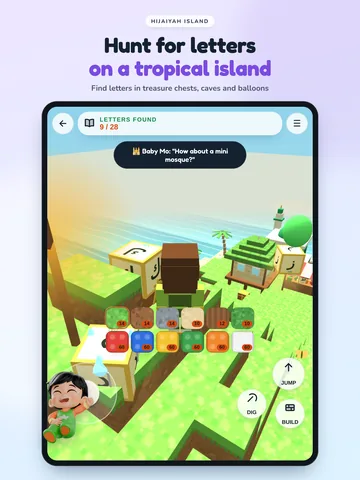 HIJAIYAH ISLAND
Hunt for letters
on a tropical island
Find letters in treasure chests, caves and balloons
LETTERS FOUND
9 / 28
🕌 Baby Mo: "How about a mini
mosque?"
JUMP
DIG
BUILD